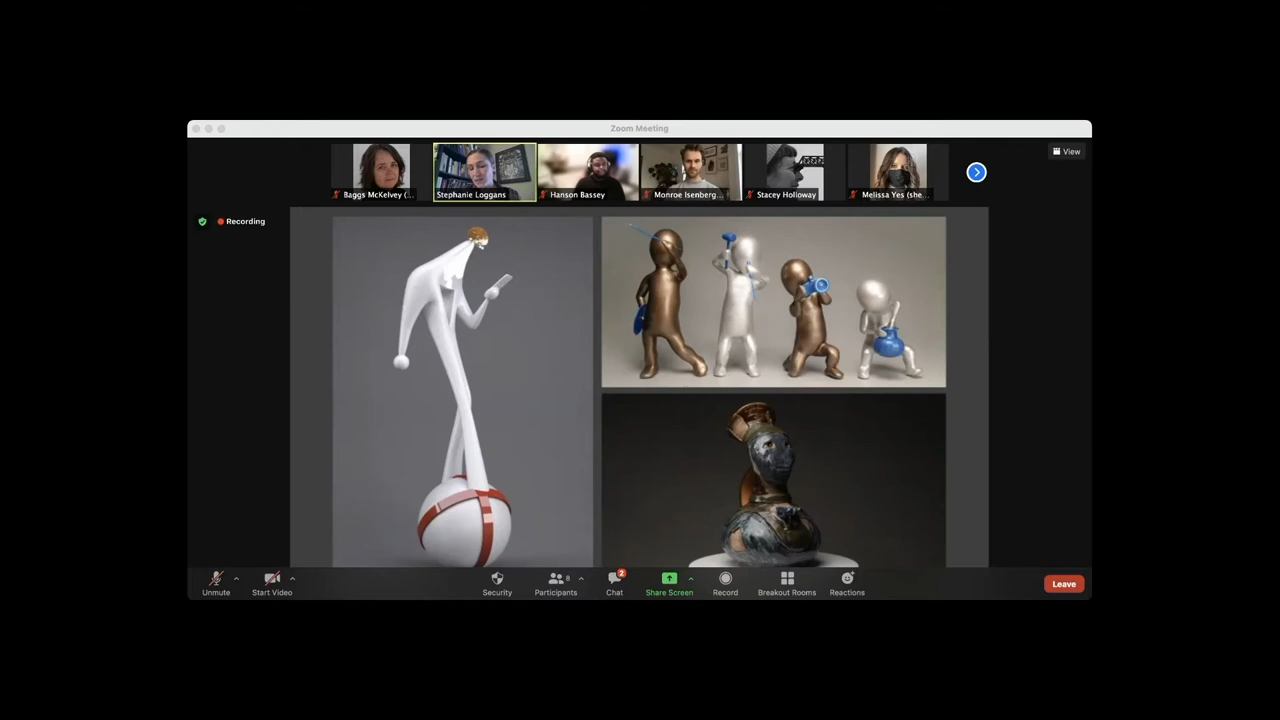 Zoom Meeting
View
Baggs McKelvey (...
Stephanie Loggans
Hanson Bassey
Monroe Isenberg...
Stacey Holloway
Melissa Yes (she...
Recording
8
2
Unmute
Start Video
Security
Participants
Chat
Share Screen
Record
Breakout Rooms
Reactions
Leave